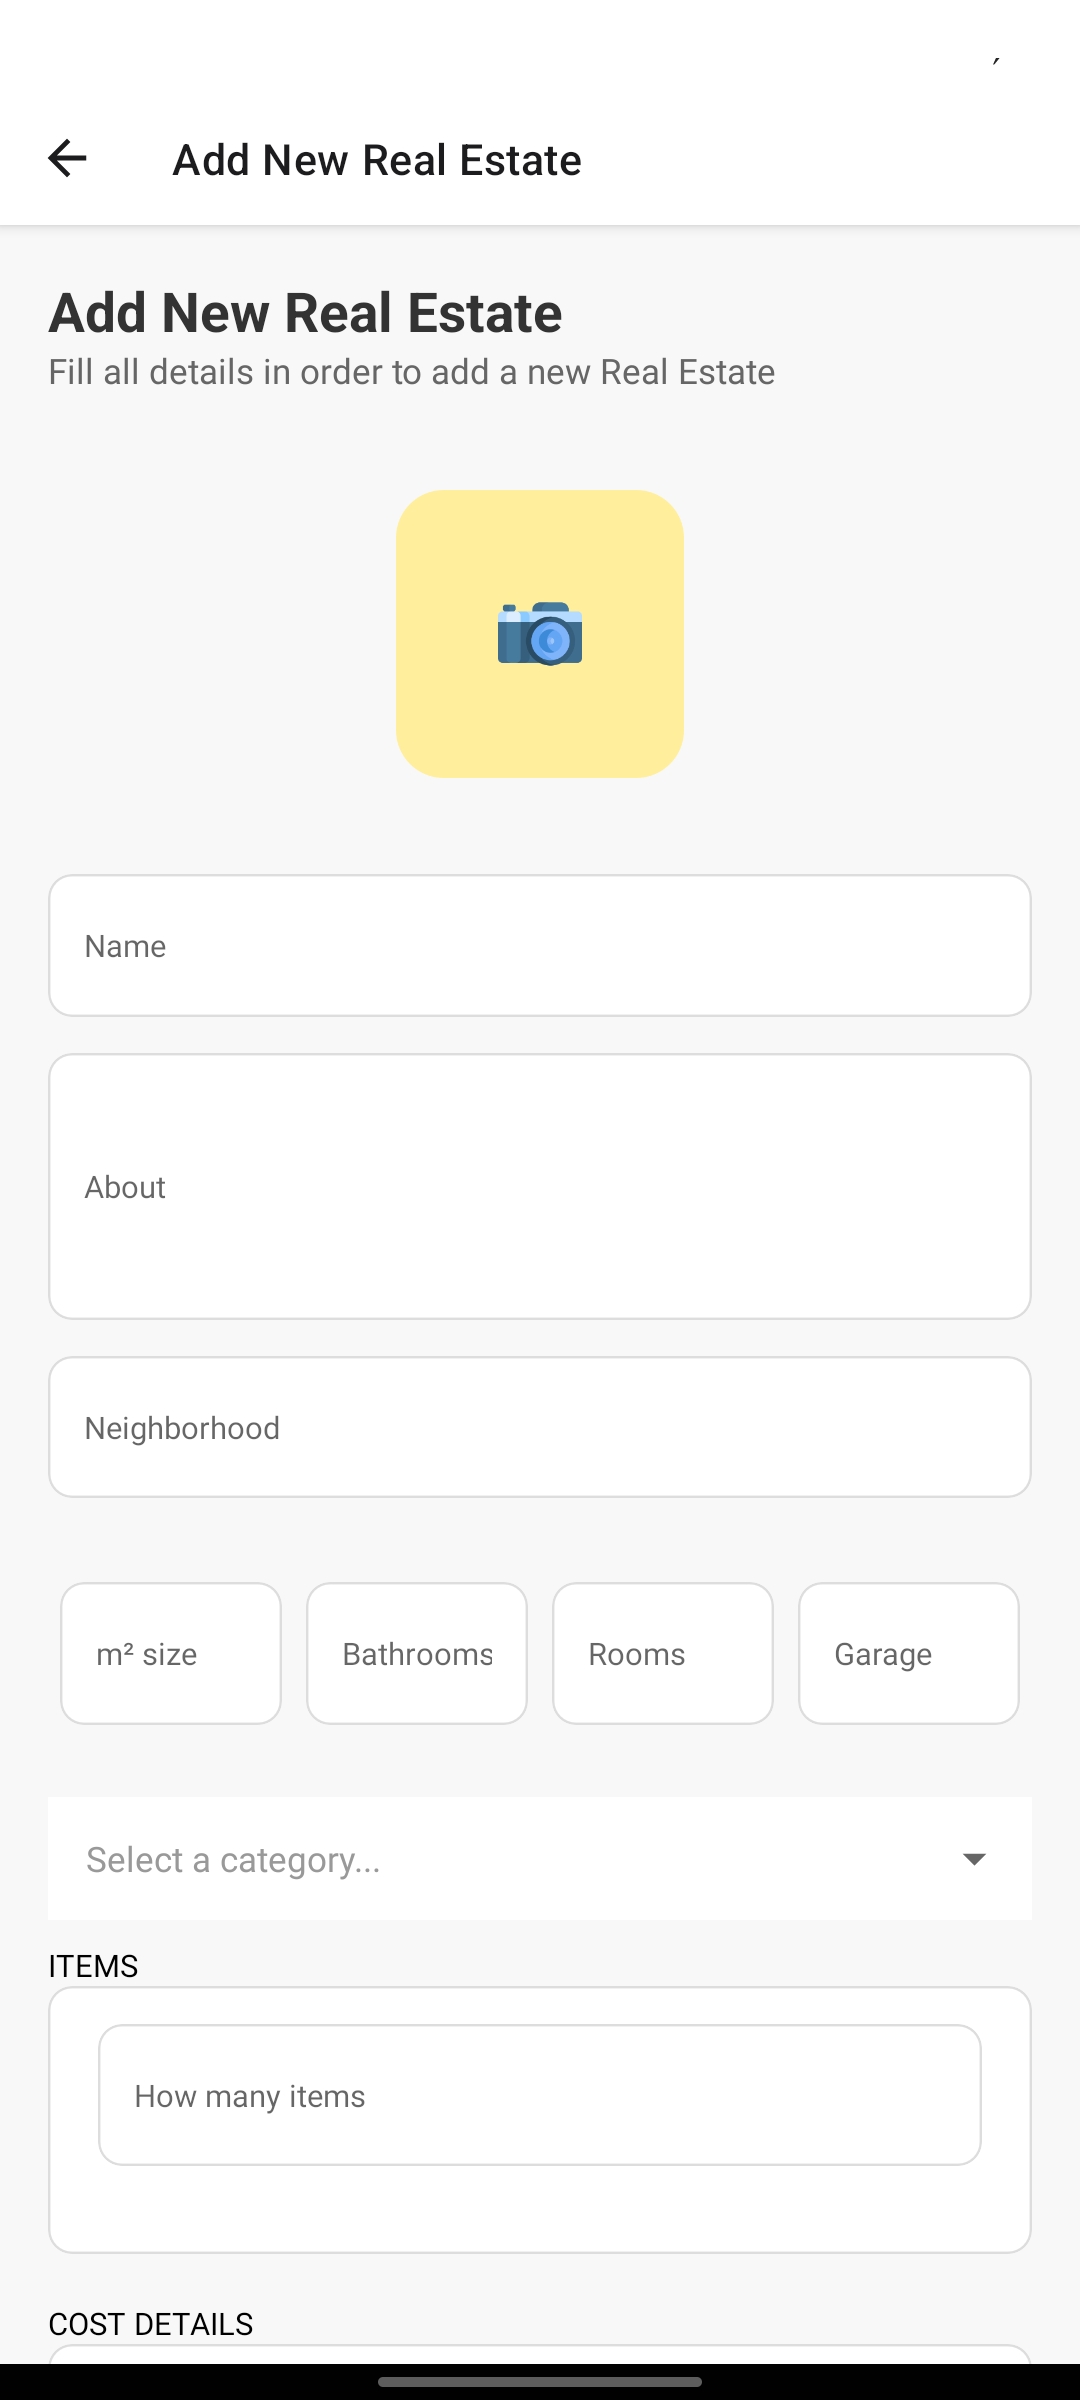 Add New Real Estate
Add New Real Estate
Fill all details in order to add a new Real Estate
Name
About
Neighborhood
m² size
Bathrooms
Rooms
Garage
Select a category...
ITEMS
How many items
COST DETAILS